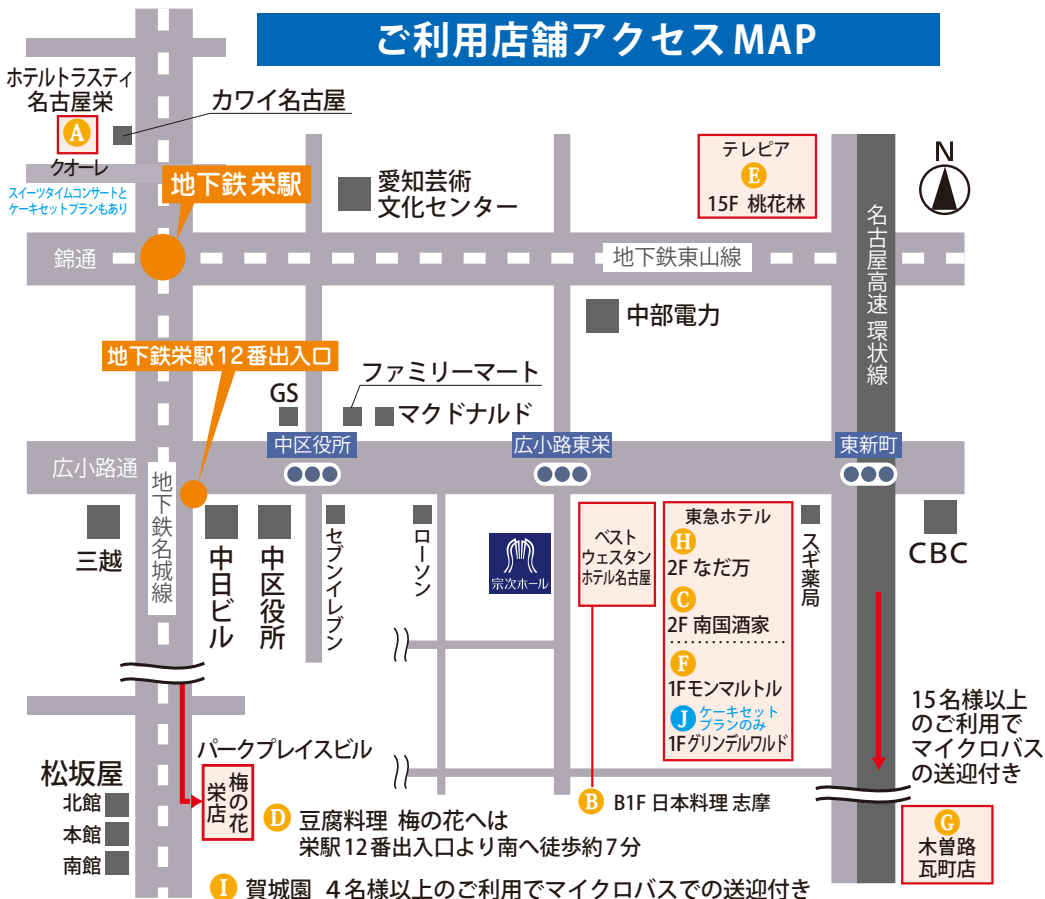 ご利用店舗アクセス MAP
ホテルトラスティ
名古屋栄
A
クオーレ
スイーツタイムコンサートと
ケーキセットプランもあり
カワイ名古屋
地下鉄 栄駅
愛知芸術
文化センター
テレピア
E
15F 桃花林
N
錦通
地下鉄東山線
名古屋高速 環状線
中部電力
地下鉄栄駅12番出入口
GS
ファミリーマート
マクドナルド
広小路通
中区役所
広小路東栄
東新町
地下鉄名城線
三越
中日ビル
中区役所
セブンイレブン
ローソン
宗次ホール
ベスト
ウェスタン
ホテル名古屋
東急ホテル
H
2F なだ万
C
2F 南国酒家
F
1Fモンマルトル
J
ケーキセット
プランのみ
1Fグリンデルワルド
スギ薬局
CBC
15名様以上
のご利用で
マイクロバス
の送迎付き
パークプレイスビル
梅の花
栄店
松坂屋
北館
本館
南館
B B1F 日本料理 志摩
D 豆腐料理 梅の花へは
栄駅12番出入口より南へ徒歩約7分
G
木曽路
瓦町店
I 賀城園 4名様以上のご利用でマイクロバスでの送迎付き